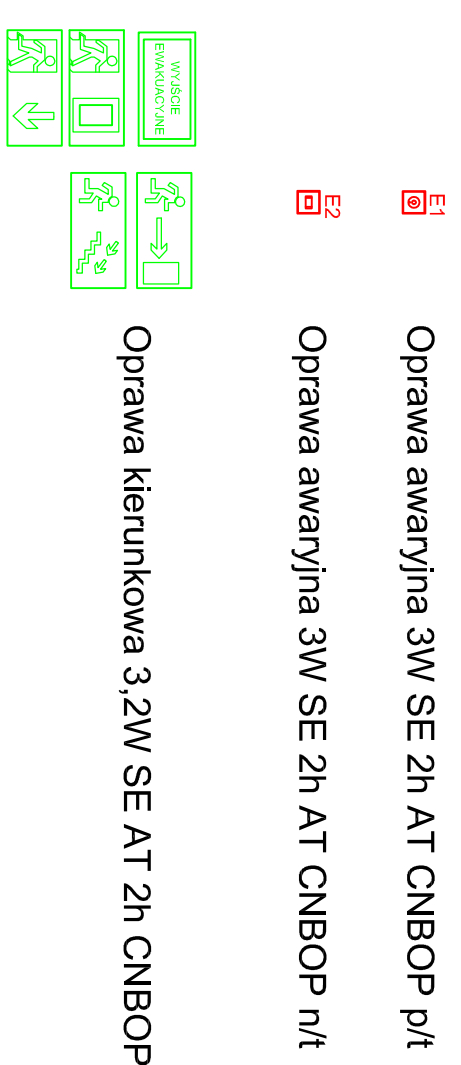 E1
Oprawa awaryjna 3W SE 2h AT CNBOP p/t
E2
Oprawa awaryjna 3W SE 2h AT CNBOP n/t
WYJŚCIE
EWAKUACYJNE
Oprawa kierunkowa 3,2W SE AT 2h CNBOP